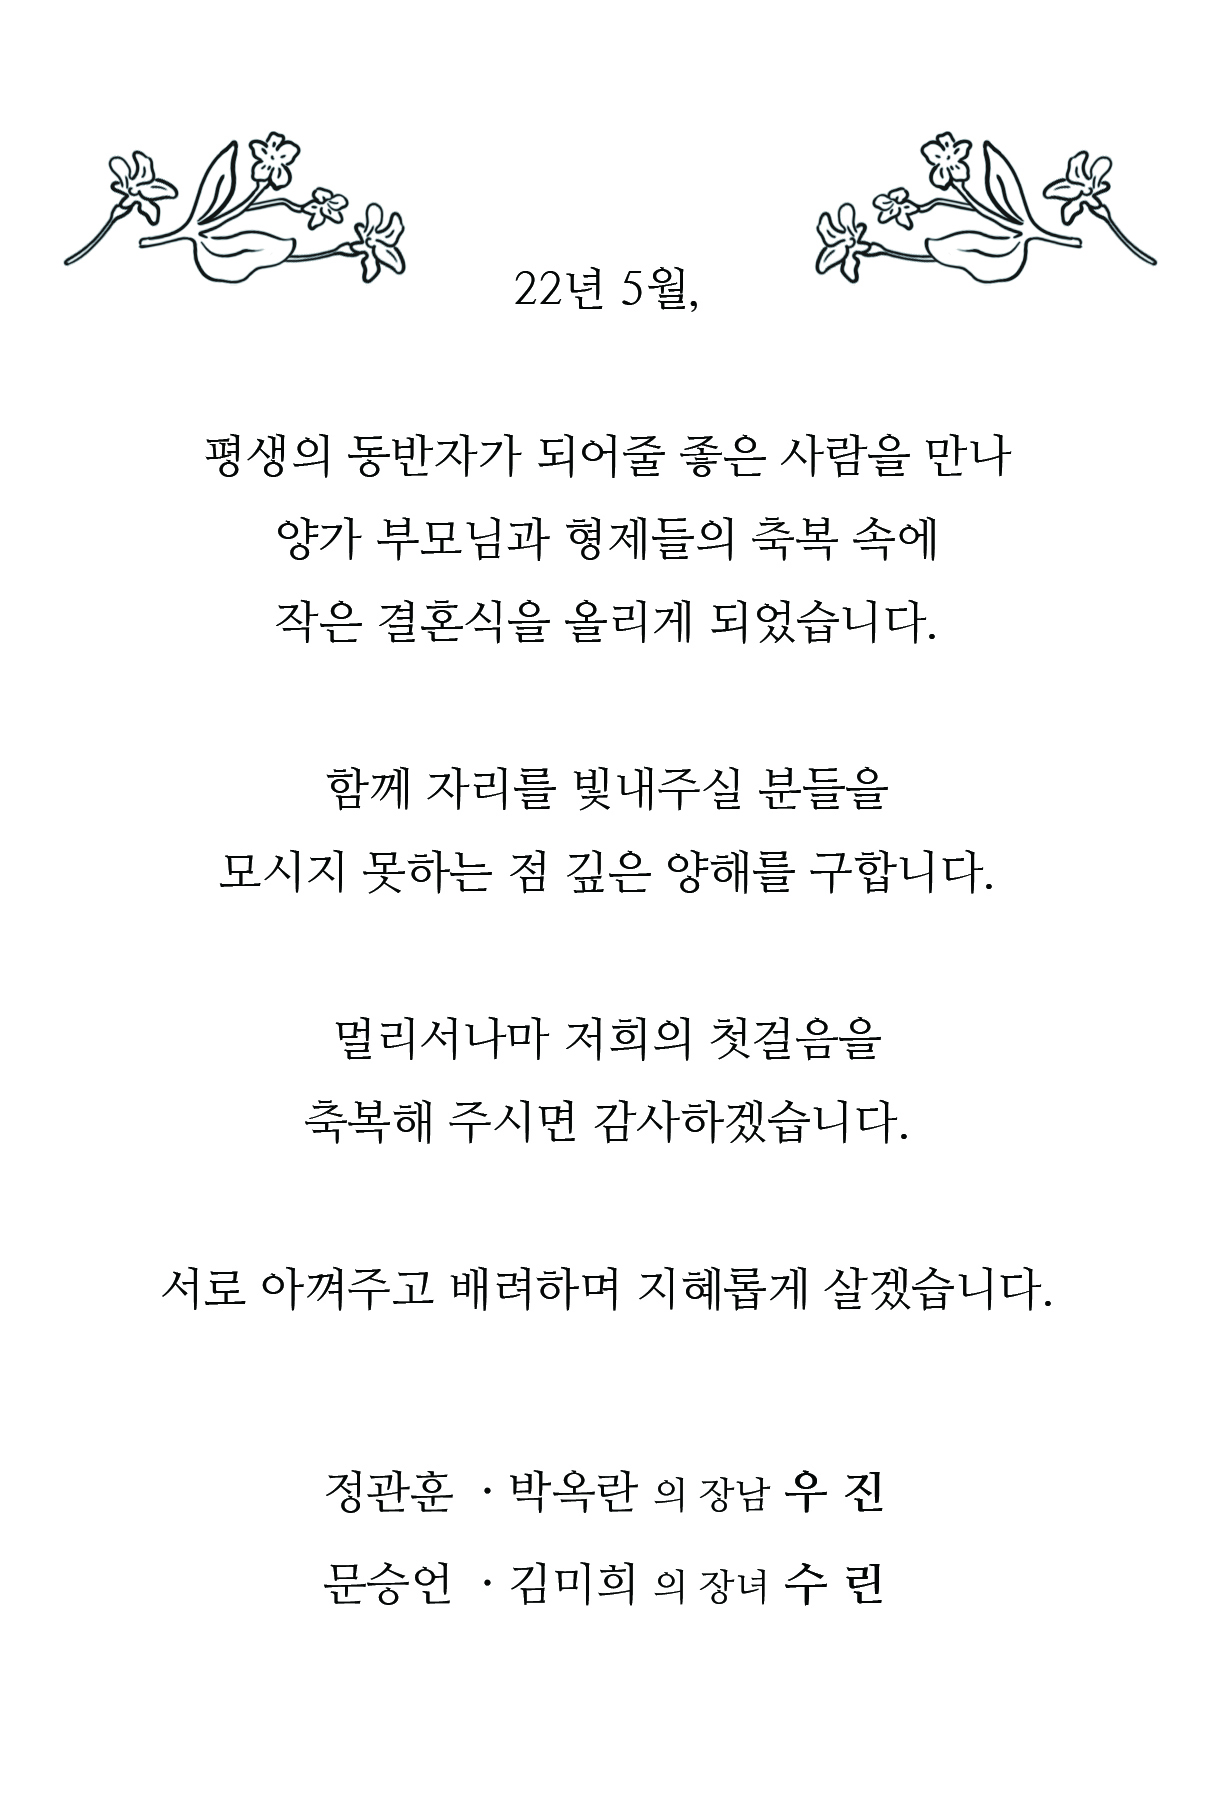 22년 5월,
평생의 동반자가 되어줄 좋은 사람을 만나
양가 부모님과 형제들의 축복 속에
작은 결혼식을 올리게 되었습니다.
함께 자리를 빛내주실 분들을
모시지 못하는 점 깊은 양해를 구합니다.
멀리서나마 저희의 첫걸음을
축복해 주시면 감사하겠습니다.
서로 아껴주고 배려하며 지혜롭게 살겠습니다.
정관훈 · 박옥란 의 장남 우 진
문승언 · 김미희 의 장녀 수 린